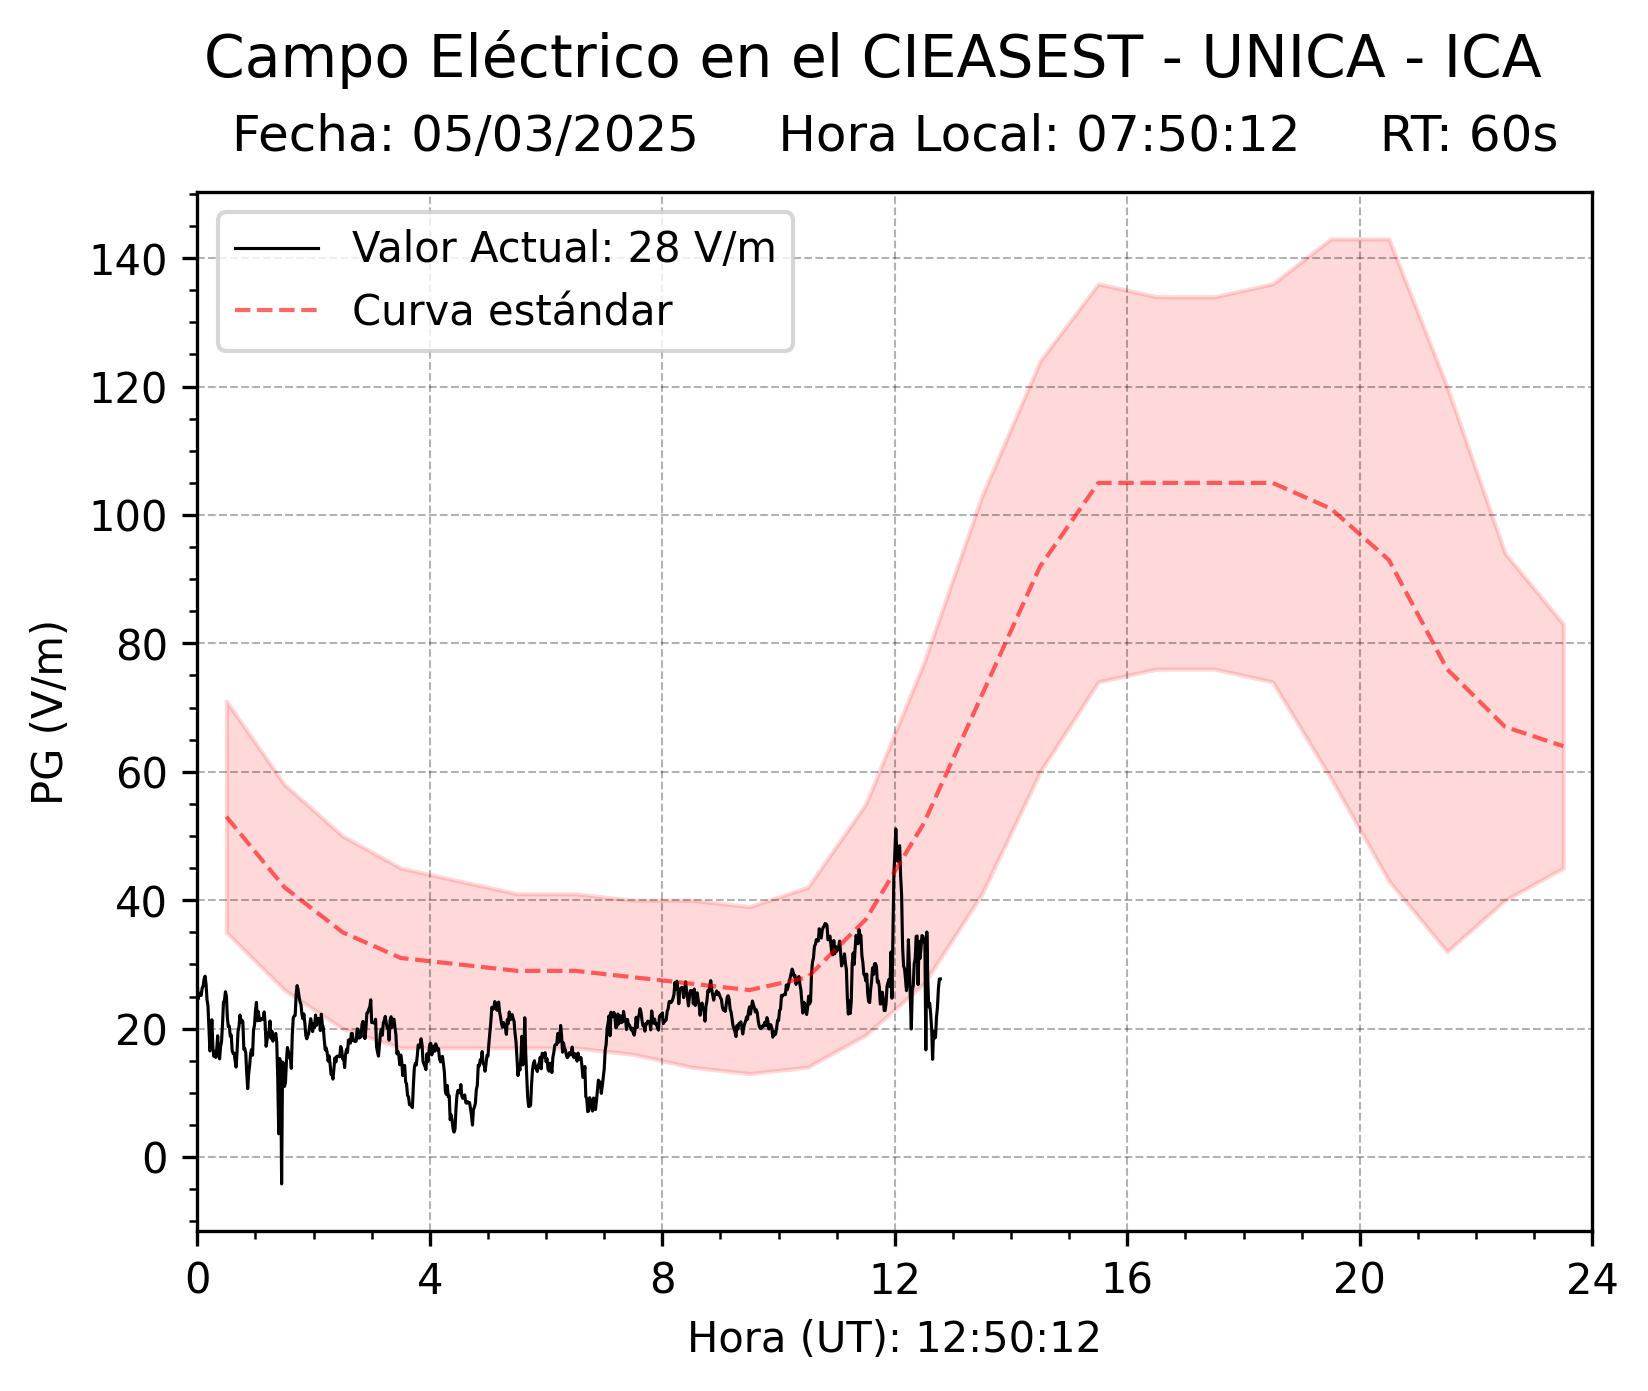 Campo Eléctrico en el CIEASEST - UNICA - ICA
Fecha: 05/03/2025 Hora Local: 07:50:12 RT: 60s
Valor Actual: 28 V/m
Curva estándar
PG (V/m)
140
120
100
80
60
40
20
0
0 4 8 12 16 20 24
Hora (UT): 12:50:12